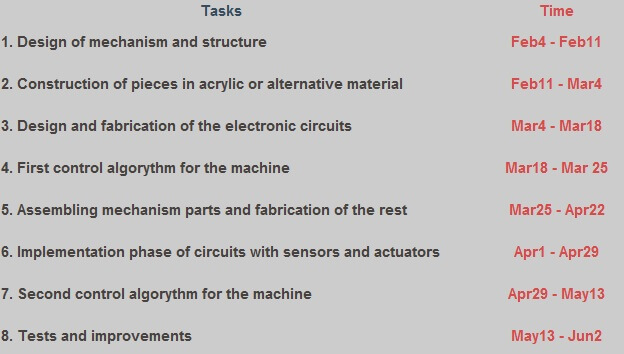 Tasks Time
1. Design of mechanism and structure Feb4 - Feb11
2. Construction of pieces in acrylic or alternative material Feb11 - Mar4
3. Design and fabrication of the electronic circuits Mar4 - Mar18
4. First control algorythm for the machine Mar18 - Mar 25
5. Assembling mechanism parts and fabrication of the rest Mar25 - Apr22
6. Implementation phase of circuits with sensors and actuators Apr1 - Apr29
7. Second control algorythm for the machine Apr29 - May13
8. Tests and improvements May13 - Jun2